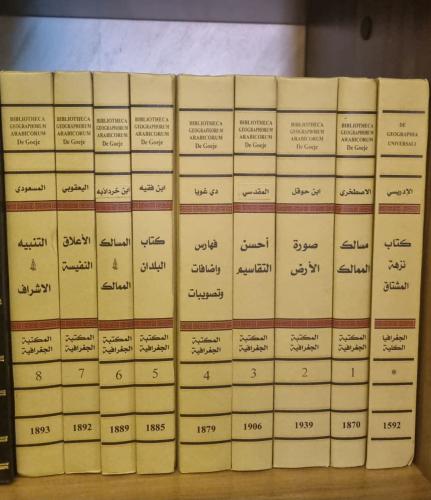 BIBLIOTHECA
GEOGRAPHORUM
ARABICORUM
De Goeje
المسعودي
التنبيه
و
الاشراف
المكتبة
الجغرافية
8
1893
BIBLIOTHECA
GEOGRAPHORUM
ARABICORUM
De Goeje
اليعقوبي
الأعلاق
النفيسة
المكتبة
الجغرافية
7
1892
BIBLIOTHECA
GEOGRAPHORUM
ARABICORUM
De Goeje
ابن خرداذبه
المسالك
و
الممالك
المكتبة
الجغرافية
6
1889
BIBLIOTHECA
GEOGRAPHORUM
ARABICORUM
De Goeje
ابن فقيه
كتاب
البلدان
المكتبة
الجغرافية
5
1885
BIBLIOTHECA
GEOGRAPHORUM
ARABICORUM
De Goeje
دي غويا
فهارس
واضافات
وتصويبات
المكتبة
الجغرافية
4
1879
BIBLIOTHECA
GEOGRAPHORUM
ARABICORUM
De Goeje
المقدسي
أحسن
التقاسيم
المكتبة
الجغرافية
3
1906
BIBLIOTHECA
GEOGRAPHORUM
ARABICORUM
De Goeje
ابن حوقل
صورة
الأرض
المكتبة
الجغرافية
2
1939
BIBLIOTHECA
GEOGRAPHORUM
ARABICORUM
De Goeje
الاصطخري
مسالك
الممالك
المكتبة
الجغرافية
1
1870
DE
GEOGRAPHIA
UNIVERSALI
الإدريسي
كتاب
نزهة
المشتاق
الجغرافيا
الكلية
*
1592